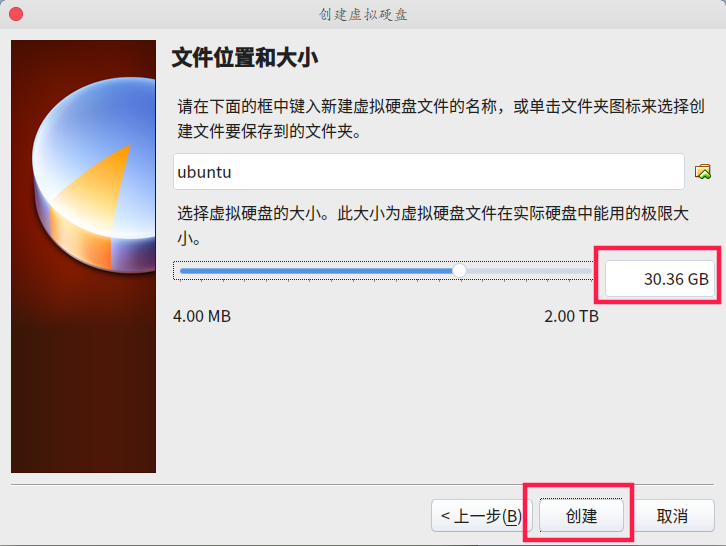 创建虚拟硬盘
文件位置和大小
请在下面的框中键入新建虚拟硬盘文件的名称，或单击文件夹图标来选择创
建文件要保存到的文件夹。
ubuntu
选择虚拟硬盘的大小。此大小为虚拟硬盘文件在实际硬盘中能用的极限大
小。
30.36 GB
4.00 MB 2.00 TB
< 上一步(B) 创建 取消